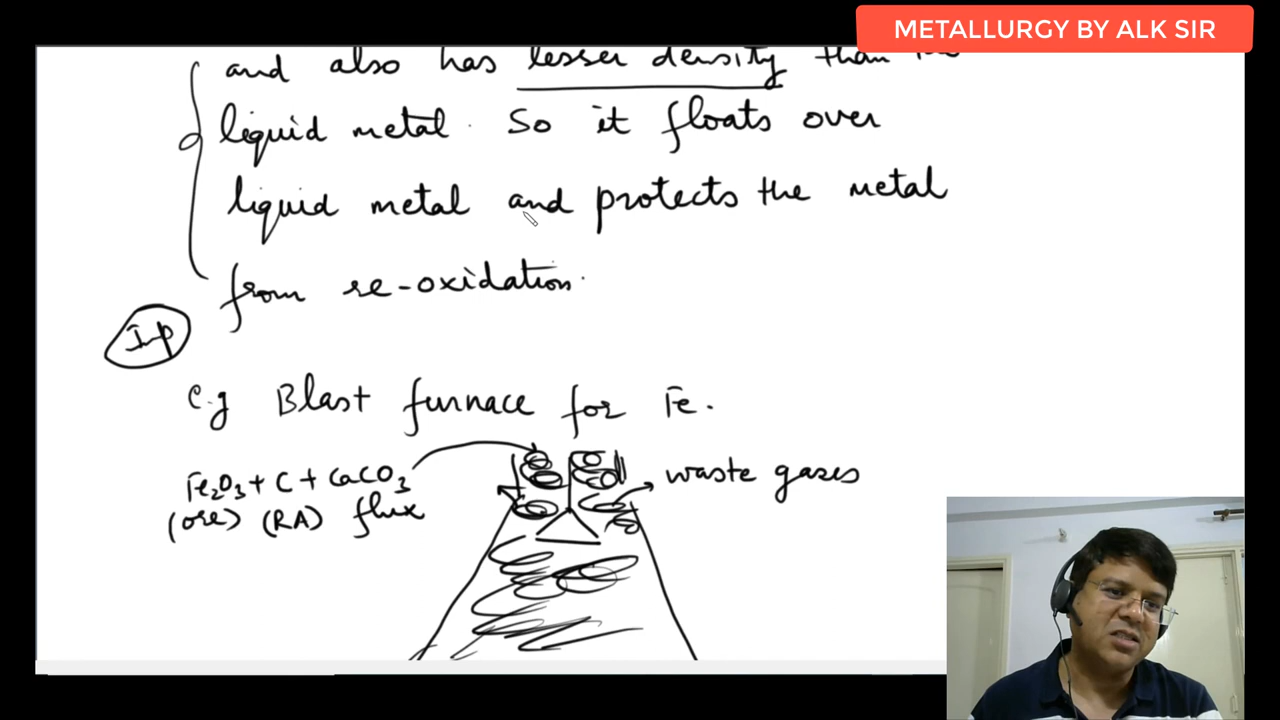 METALLURGY BY ALK SIR
and also has lesser density than the
liquid metal. So it floats over
liquid metal and protects the metal
from re-oxidation.
Imp
e.g Blast furnace for Fe.
Fe2O3 + C + CaCO3
(ore) (RA) flux
waste gases